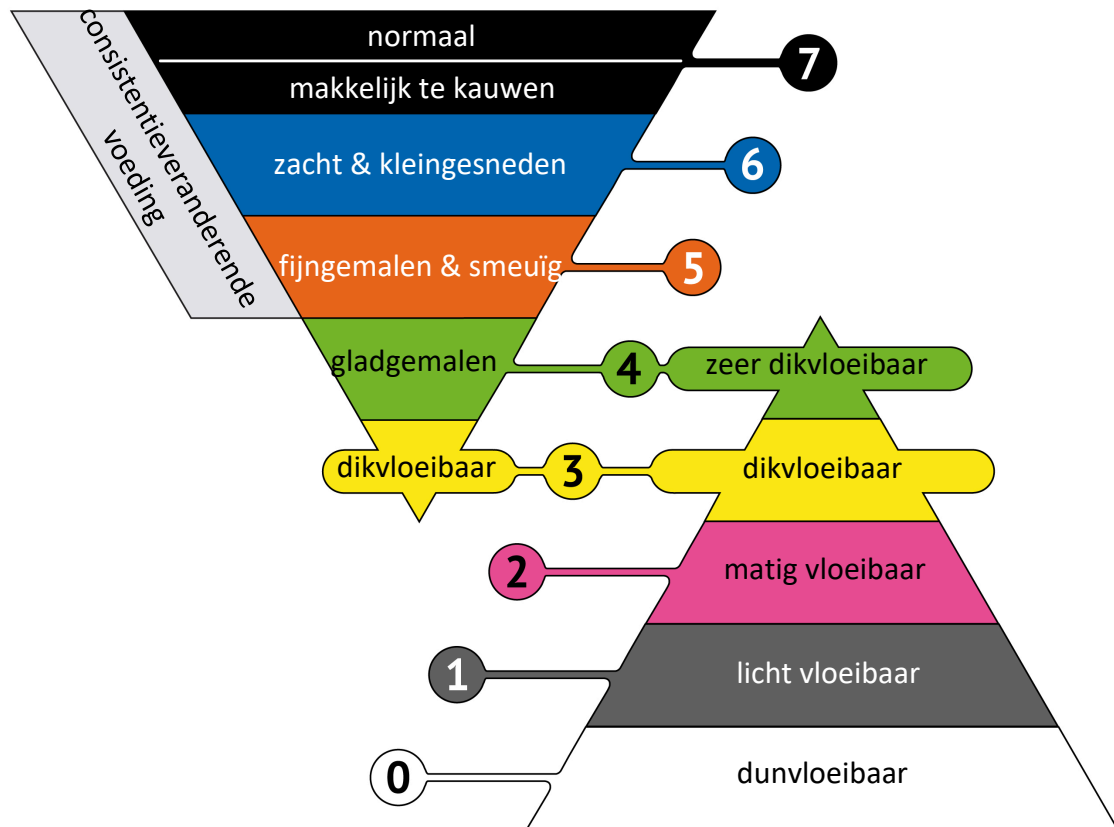 normaal
7
makkelijk te kauwen
consistentieveranderende
voeding
zacht & kleingesneden
6
fijngemalen & smeuïg
5
gladgemalen
4
zeer dikvloeibaar
dikvloeibaar
3
dikvloeibaar
2
matig vloeibaar
1
licht vloeibaar
0
dunvloeibaar